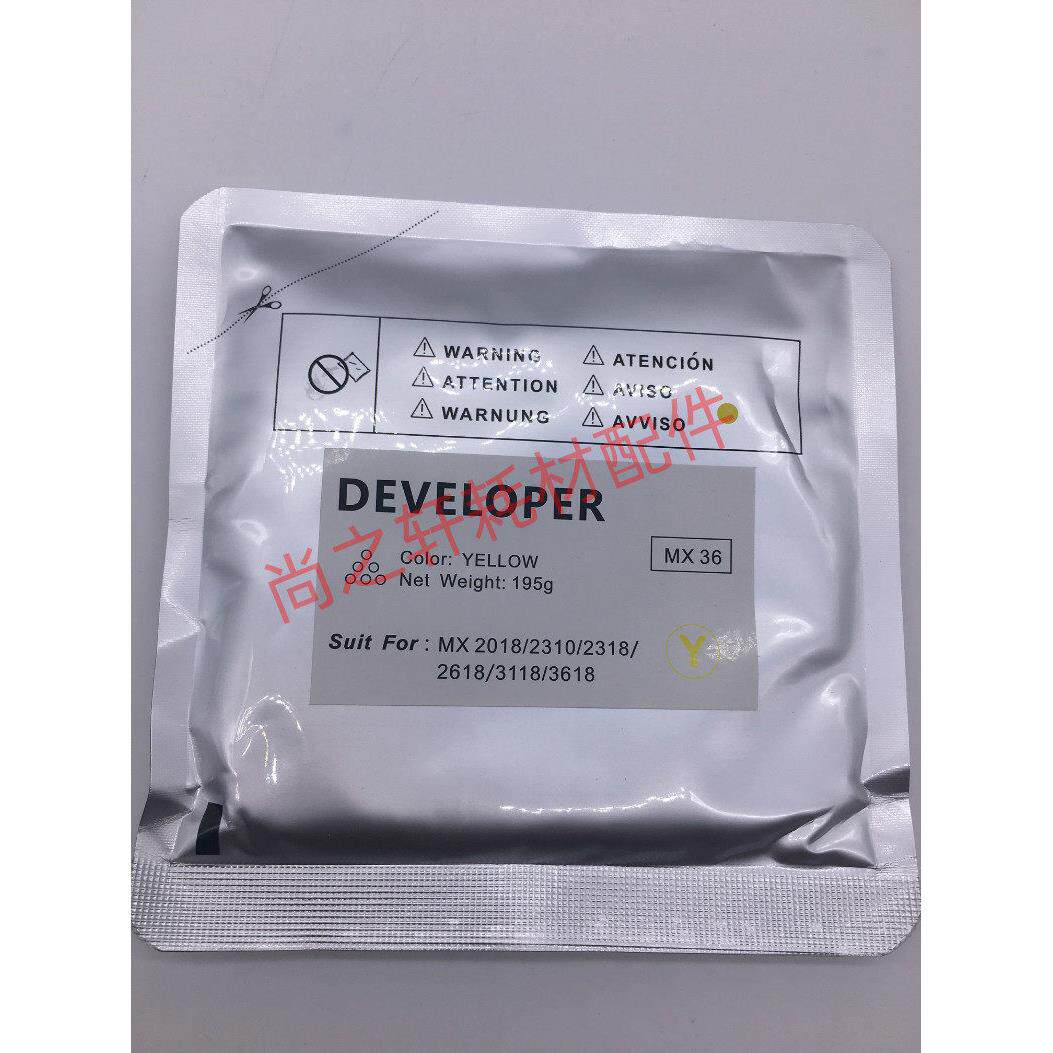 WARNING
ATENCIÓN
ATTENTION
AVISO
WARNUNG
AVVISO
DEVELOPER
Color: YELLOW
MX 36
Net Weight: 195g
Suit For : MX 2018/2310/2318/
2618/3118/3618
Y
尚之轩耗材配件